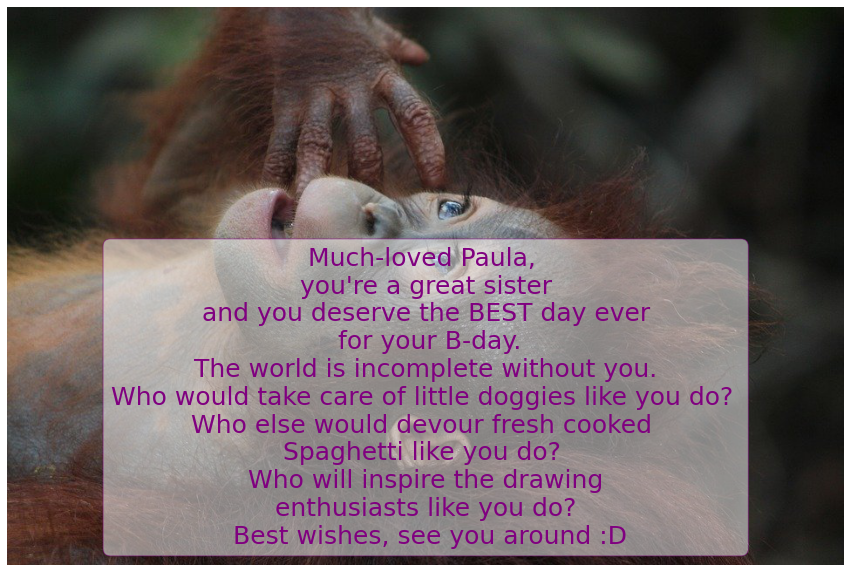 Much-loved Paula,
you're a great sister
and you deserve the BEST day ever
for your B-day.
The world is incomplete without you.
Who would take care of little doggies like you do?
Who else would devour fresh cooked
Spaghetti like you do?
Who will inspire the drawing
enthusiasts like you do?
Best wishes, see you around :D